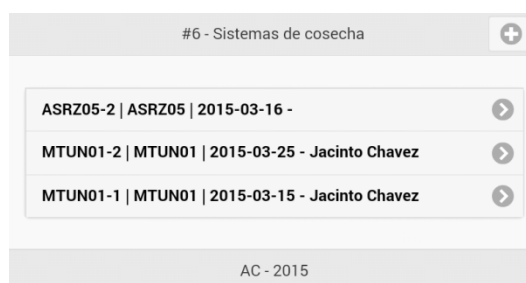 #6 - Sistemas de cosecha
ASRZ05-2 | ASRZ05 | 2015-03-16 -
MTUN01-2 | MTUN01 | 2015-03-25 - Jacinto Chavez
MTUN01-1 | MTUN01 | 2015-03-15 - Jacinto Chavez
AC - 2015